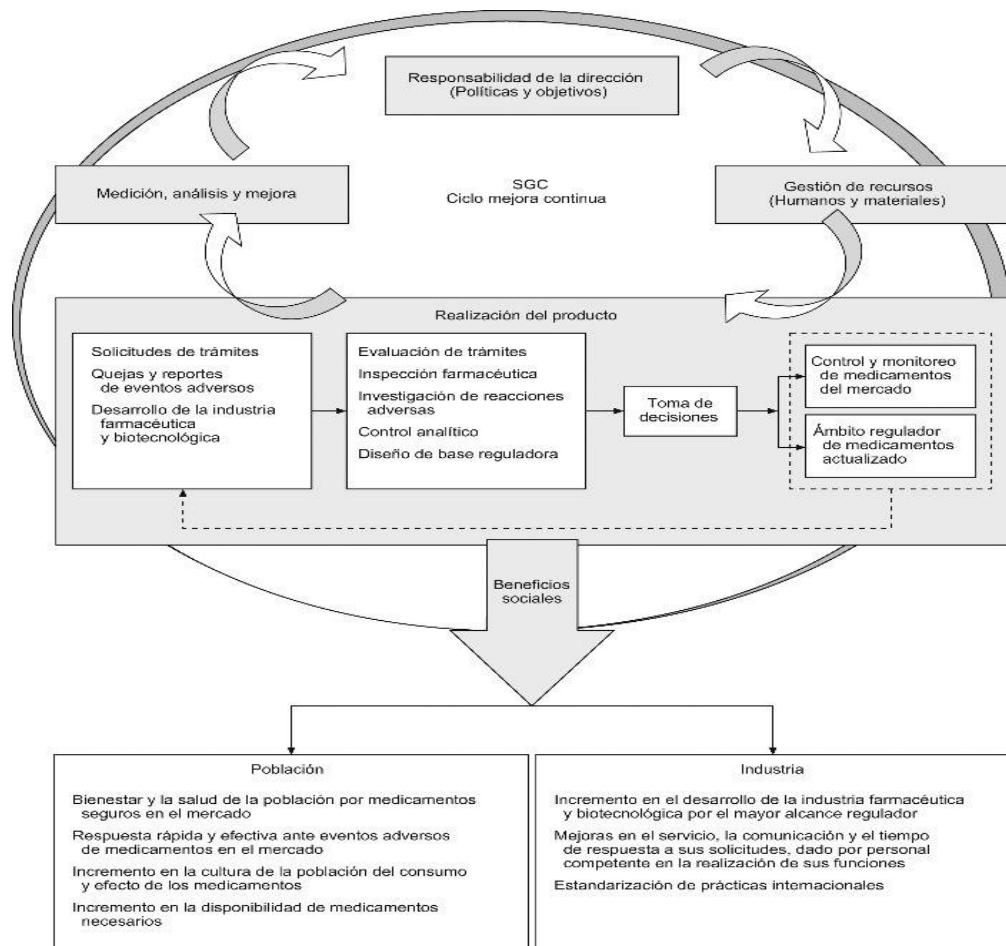 Responsabilidad de la dirección
(Políticas y objetivos)
Medición, análisis y mejora
SGC
Ciclo mejora continua
Gestión de recursos
(Humanos y materiales)
Realización del producto
Solicitudes de trámites
Quejas y reportes
de eventos adversos
Desarrollo de la industria
farmacéutica
y biotecnológica
Evaluación de trámites
Inspección farmacéutica
Investigación de reacciones
adversas
Control analítico
Diseño de base reguladora
Toma de
decisiones
Control y monitoreo
de medicamentos
del mercado
Ámbito regulador
de medicamentos
actualizado
Beneficios
sociales
Población
Bienestar y la salud de la población por medicamentos
seguros en el mercado
Respuesta rápida y efectiva ante eventos adversos
de medicamentos en el mercado
Incremento en la cultura de la población del consumo
y efecto de los medicamentos
Incremento en la disponibilidad de medicamentos
necesarios
Industria
Incremento en el desarrollo de la industria farmacéutica
y biotecnológica por el mayor alcance regulador
Mejoras en el servicio, la comunicación y el tiempo
de respuesta a sus solicitudes, dado por personal
competente en la realización de sus funciones
Estandarización de prácticas internacionales